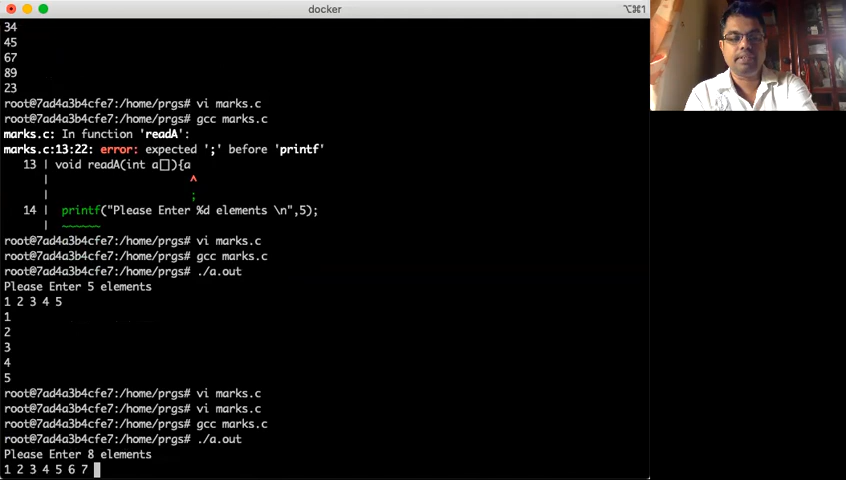 docker
⌥⌘1
34
45
67
89
23
root@7ad4a3b4cfe7:/home/prgs# vi marks.c
root@7ad4a3b4cfe7:/home/prgs# gcc marks.c
marks.c: In function 'readA':
marks.c:13:22: error: expected ';' before 'printf'
13 | void readA(int a[]){a
| ^
| ;
14 | printf("Please Enter %d elements \n",5);
| ~~~~~~
root@7ad4a3b4cfe7:/home/prgs# vi marks.c
root@7ad4a3b4cfe7:/home/prgs# gcc marks.c
root@7ad4a3b4cfe7:/home/prgs# ./a.out
Please Enter 5 elements
1 2 3 4 5
1
2
3
4
5
root@7ad4a3b4cfe7:/home/prgs# vi marks.c
root@7ad4a3b4cfe7:/home/prgs# vi marks.c
root@7ad4a3b4cfe7:/home/prgs# gcc marks.c
root@7ad4a3b4cfe7:/home/prgs# ./a.out
Please Enter 8 elements
1 2 3 4 5 6 7